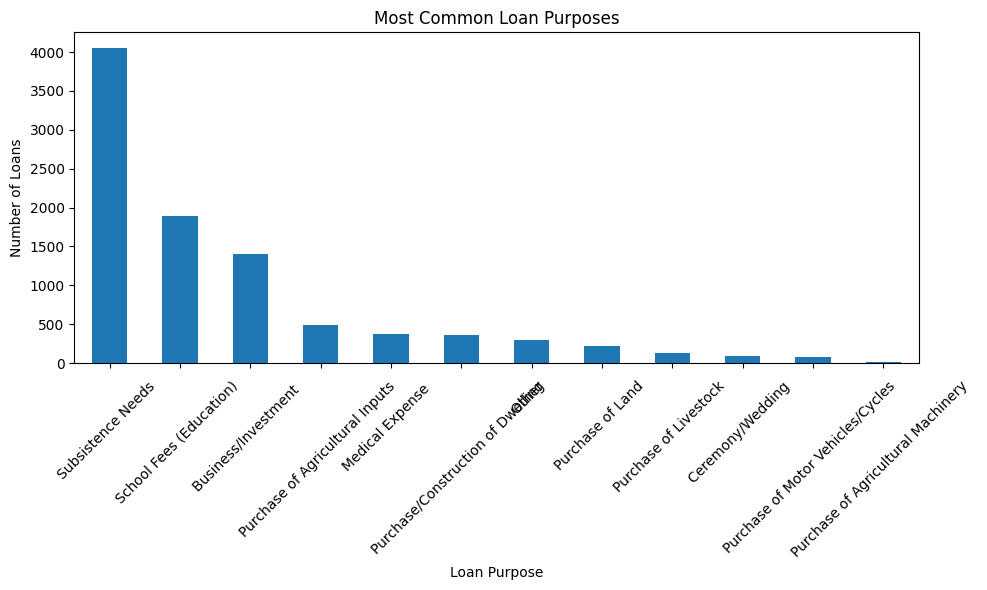 Most Common Loan Purposes
Number of Loans
4000
3500
3000
2500
2000
1500
1000
500
0
Subsistence Needs
School Fees (Education)
Business/Investment
Purchase of Agricultural Inputs
Medical Expense
Purchase/Construction of Dwelling
Other
Purchase of Land
Purchase of Livestock
Ceremony/Wedding
Purchase of Motor Vehicles/Cycles
Purchase of Agricultural Machinery
Loan Purpose